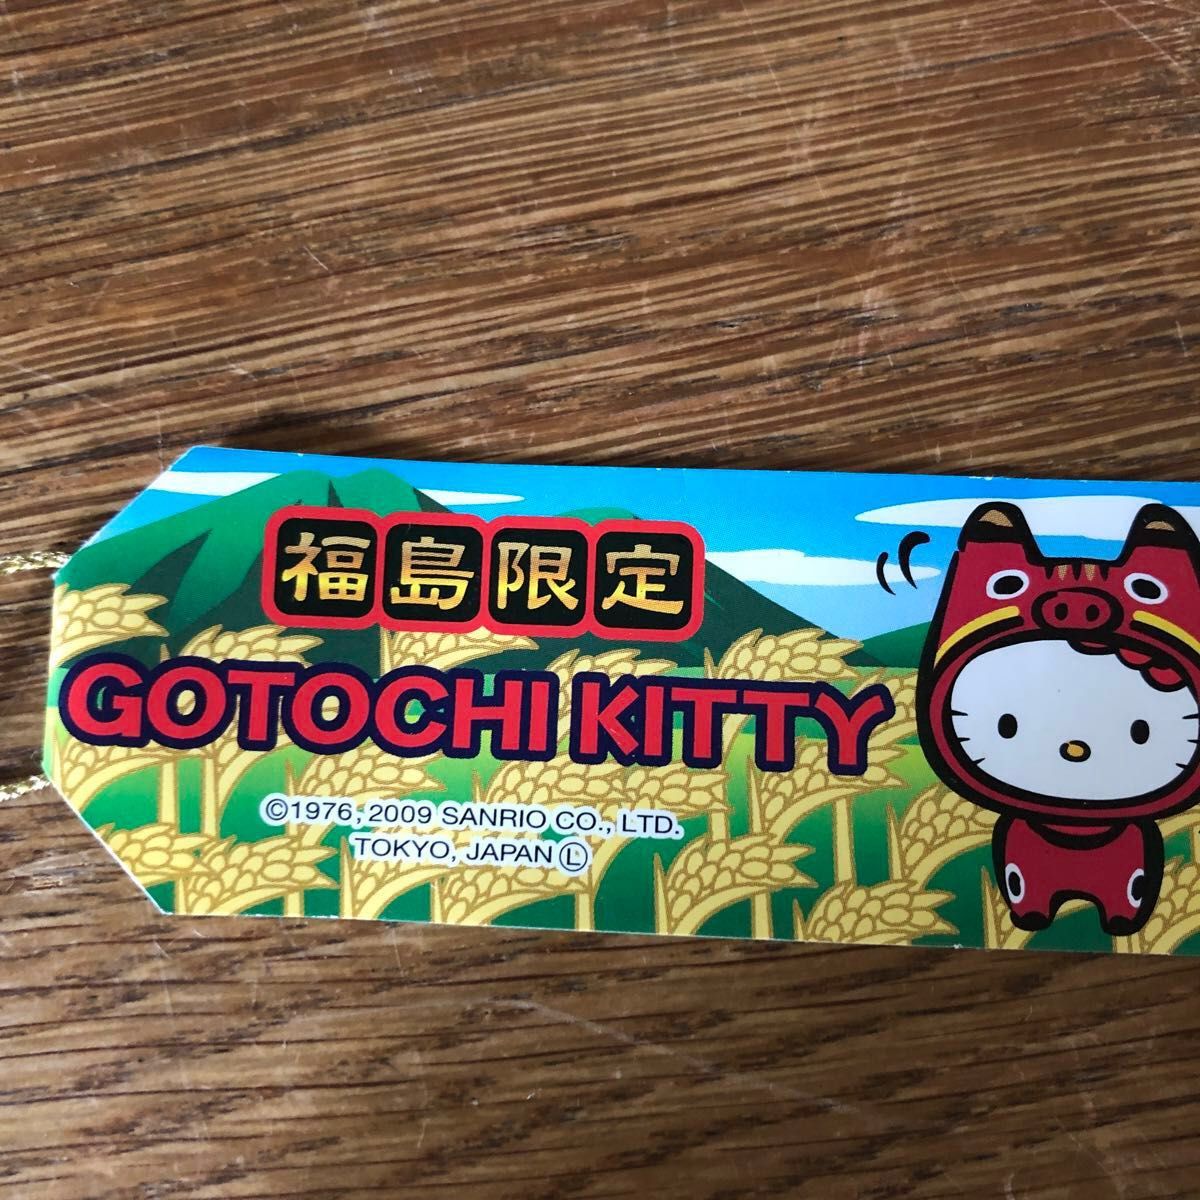 福島限定
GOTOCHI KITTY
©1976, 2009 SANRIO CO., LTD.
TOKYO, JAPAN Ⓛ